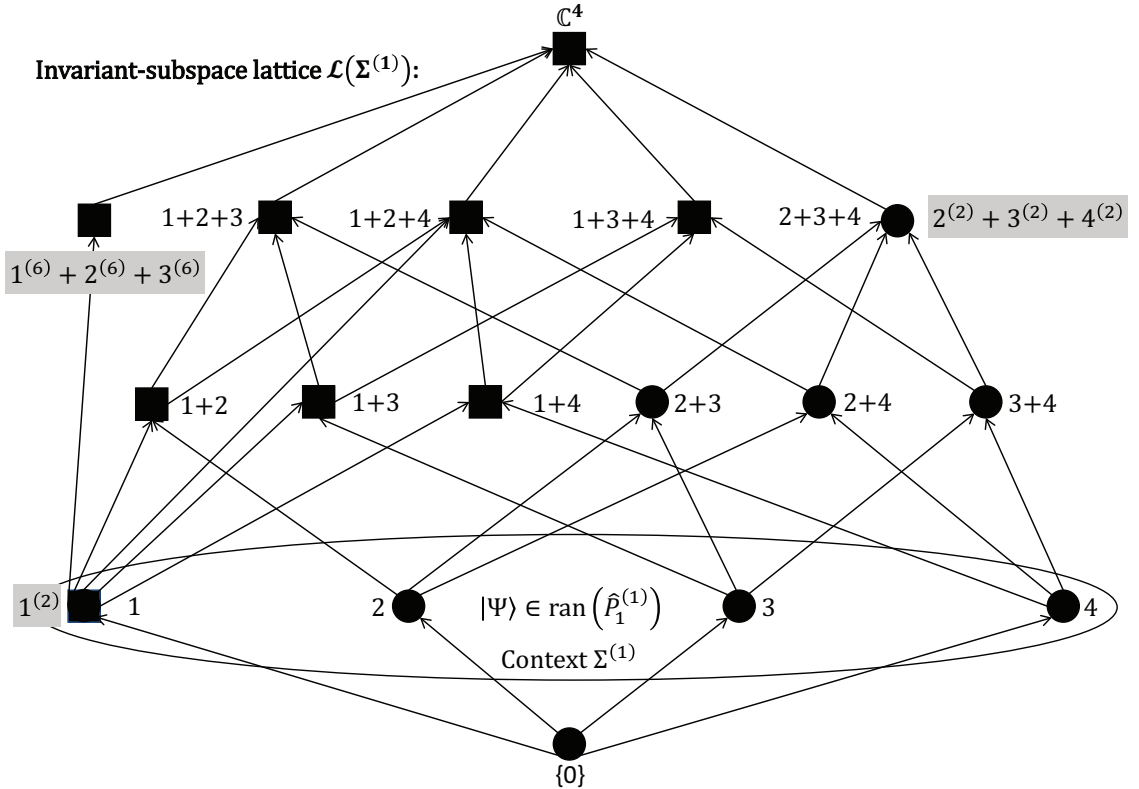 ℂ⁴
Invariant-subspace lattice 𝓛(Σ⁽¹⁾):
1+2+3
1+2+4
1+3+4
2+3+4
2⁽²⁾ + 3⁽²⁾ + 4⁽²⁾
1⁽⁶⁾ + 2⁽⁶⁾ + 3⁽⁶⁾
1+2
1+3
1+4
2+3
2+4
3+4
1⁽²⁾
1
2
|Ψ⟩ ∈ ran (P̂₁⁽¹⁾)
3
4
Context Σ⁽¹⁾
{0}